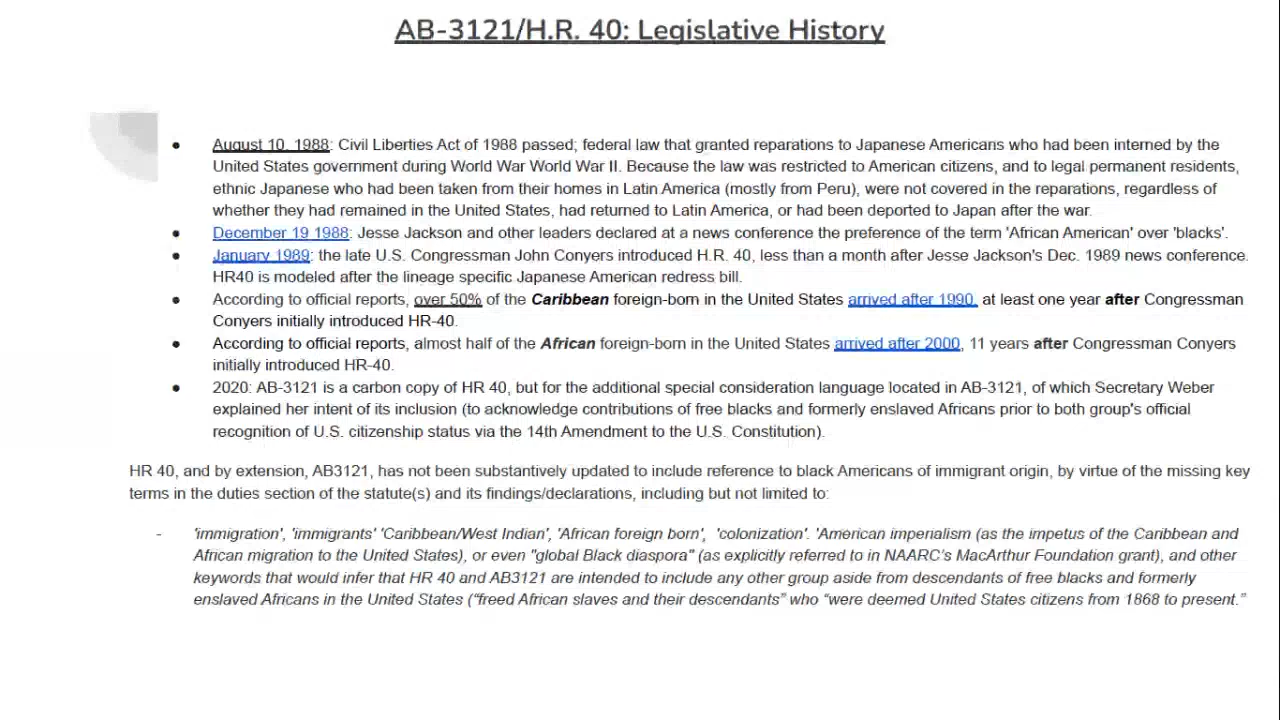 AB-3121/H.R. 40: Legislative History
● August 10, 1988: Civil Liberties Act of 1988 passed; federal law that granted reparations to Japanese Americans who had been interned by the
United States government during World War World War II. Because the law was restricted to American citizens, and to legal permanent residents,
ethnic Japanese who had been taken from their homes in Latin America (mostly from Peru), were not covered in the reparations, regardless of
whether they had remained in the United States, had returned to Latin America, or had been deported to Japan after the war.
● December 19 1988: Jesse Jackson and other leaders declared at a news conference the preference of the term 'African American' over 'blacks'.
● January 1989: the late U.S. Congressman John Conyers introduced H.R. 40, less than a month after Jesse Jackson's Dec. 1989 news conference.
HR40 is modeled after the lineage specific Japanese American redress bill.
● According to official reports, over 50% of the Caribbean foreign-born in the United States arrived after 1990, at least one year after Congressman
Conyers initially introduced HR-40.
● According to official reports, almost half of the African foreign-born in the United States arrived after 2000, 11 years after Congressman Conyers
initially introduced HR-40.
● 2020: AB-3121 is a carbon copy of HR 40, but for the additional special consideration language located in AB-3121, of which Secretary Weber
explained her intent of its inclusion (to acknowledge contributions of free blacks and formerly enslaved Africans prior to both group's official
recognition of U.S. citizenship status via the 14th Amendment to the U.S. Constitution).
HR 40, and by extension, AB3121, has not been substantively updated to include reference to black Americans of immigrant origin, by virtue of the missing key
terms in the duties section of the statute(s) and its findings/declarations, including but not limited to:
- 'immigration', 'immigrants' 'Caribbean/West Indian', 'African foreign born', 'colonization'. 'American imperialism (as the impetus of the Caribbean and
African migration to the United States), or even "global Black diaspora" (as explicitly referred to in NAARC's MacArthur Foundation grant), and other
keywords that would infer that HR 40 and AB3121 are intended to include any other group aside from descendants of free blacks and formerly
enslaved Africans in the United States ("freed African slaves and their descendants" who "were deemed United States citizens from 1868 to present."